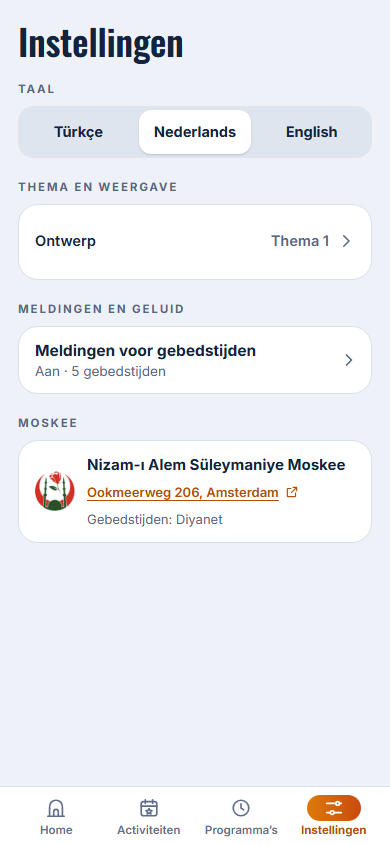 Instellingen
TAAL
Türkçe
Nederlands
English
THEMA EN WEERGAVE
Ontwerp
Thema 1
MELDINGEN EN GELUID
Meldingen voor gebedstijden
Aan · 5 gebedstijden
MOSKEE
Nizam-ı Alem Süleymaniye Moskee
Ookmeerweg 206, Amsterdam
Gebedstijden: Diyanet
Home
Activiteiten
Programma's
Instellingen